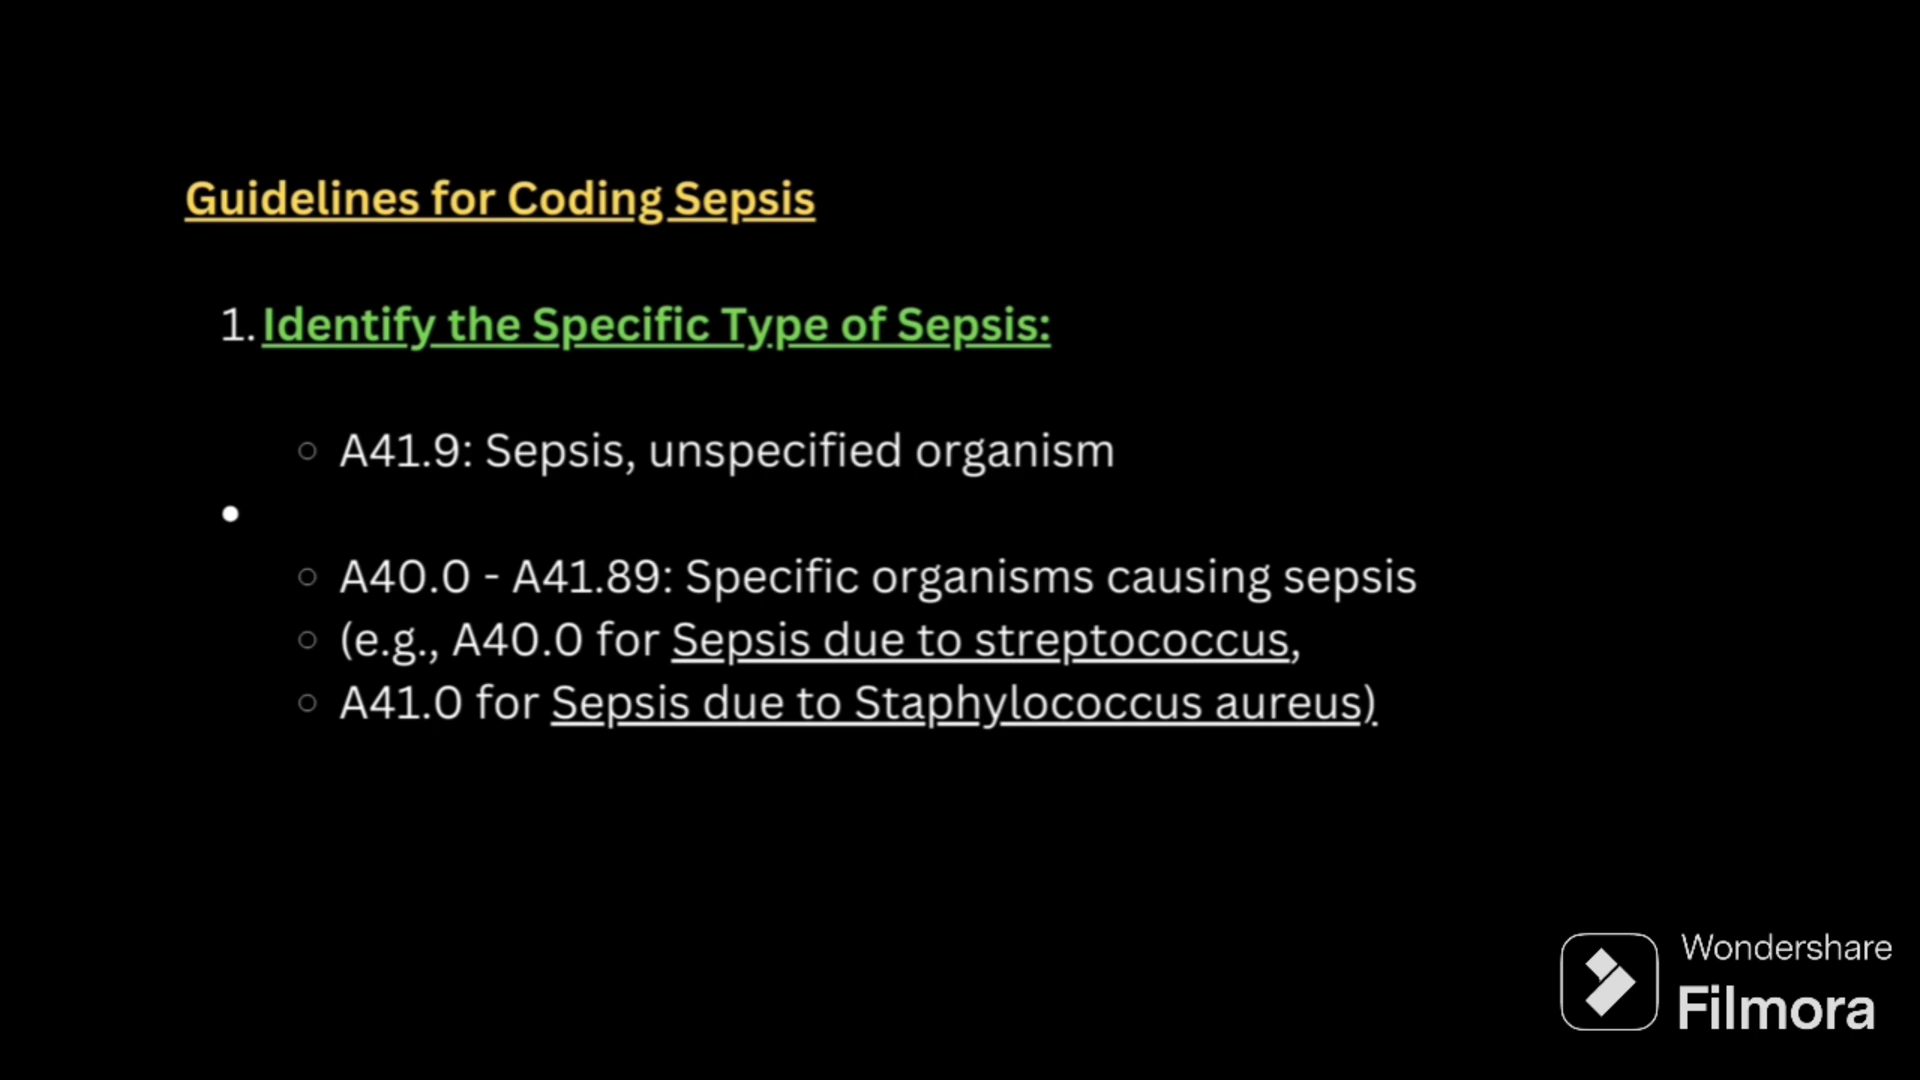 Guidelines for Coding Sepsis
1. Identify the Specific Type of Sepsis:
A41.9: Sepsis, unspecified organism
A40.0 - A41.89: Specific organisms causing sepsis
(e.g., A40.0 for Sepsis due to streptococcus,
A41.0 for Sepsis due to Staphylococcus aureus).
Wondershare
Filmora